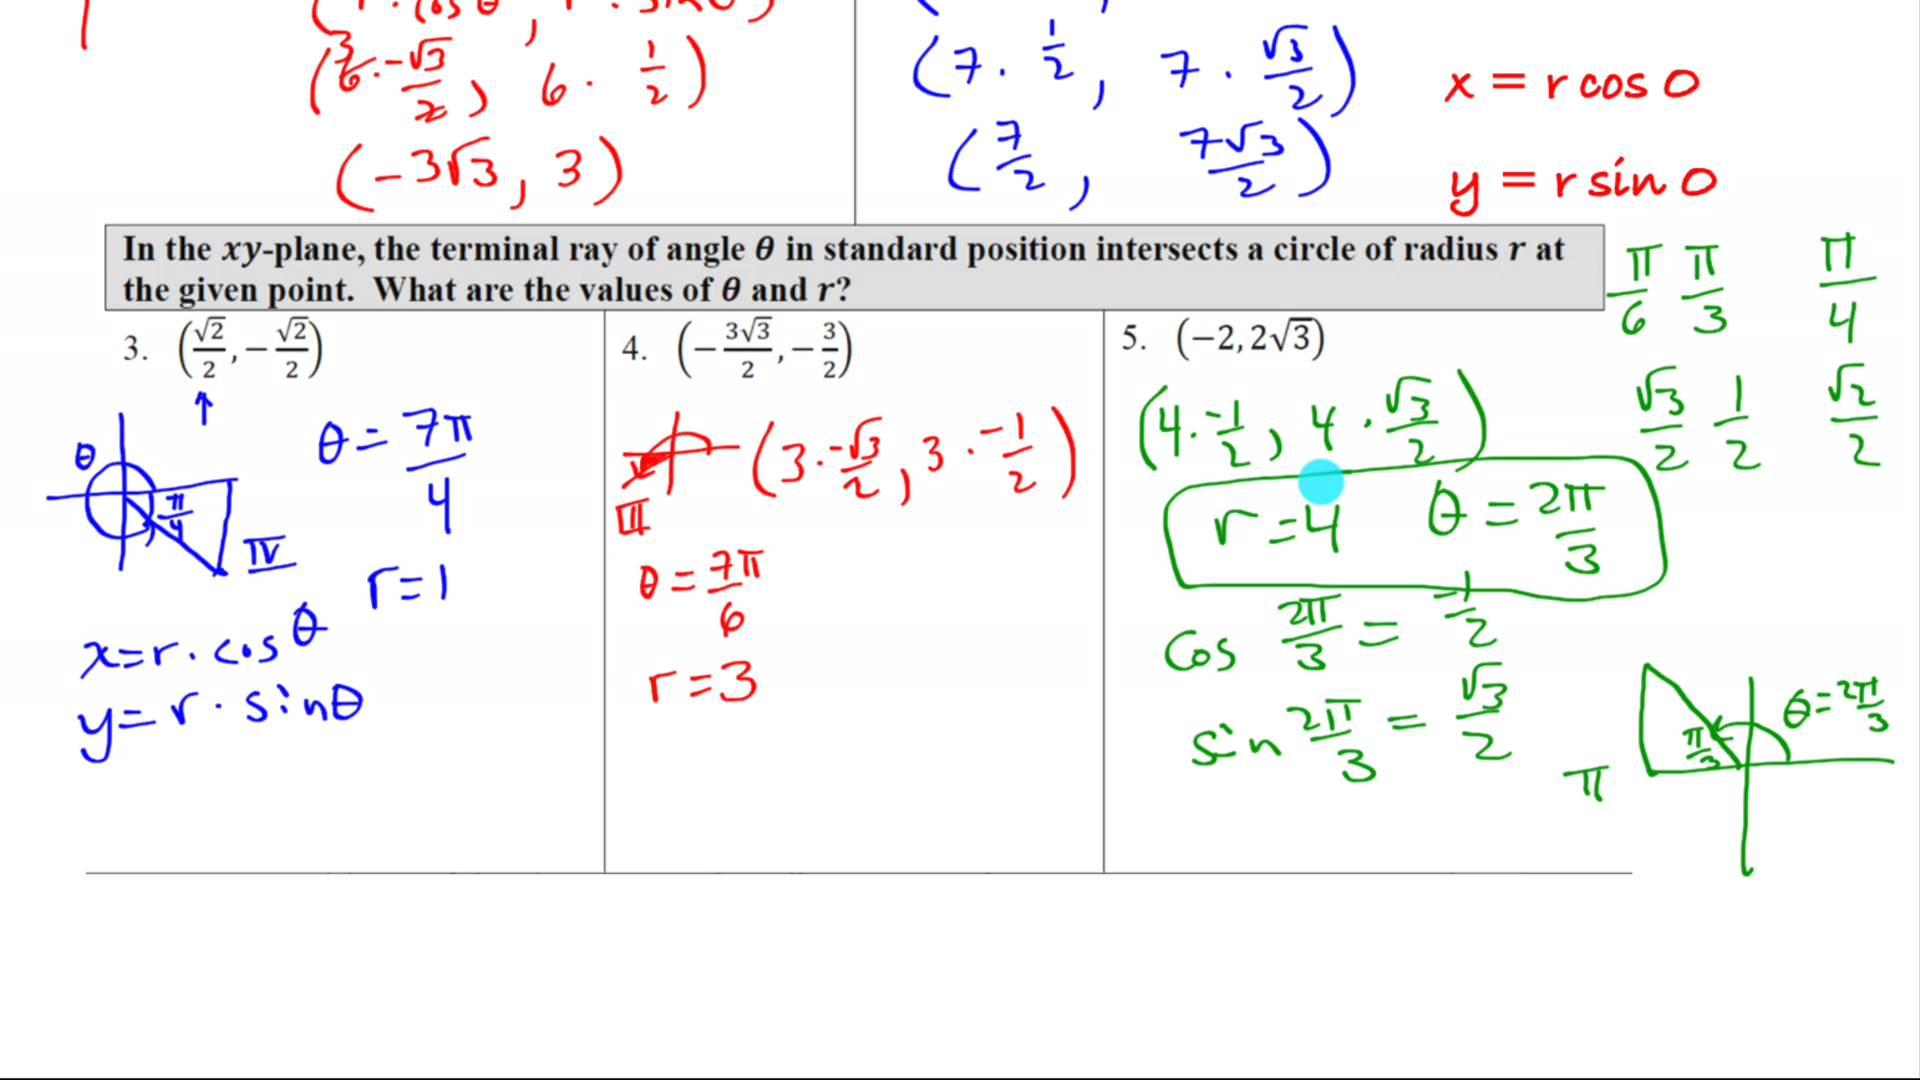 (r · cosθ, r · sinθ)
(6 · -√3/2, 6 · 1/2)
(-3√3, 3)
(7 · 1/2, 7 · √3/2)
(7/2, 7√3/2)
x = r cos θ
y = r sin θ
In the xy-plane, the terminal ray of angle θ in standard position intersects a circle of radius r at
the given point. What are the values of θ and r?
π/6 π/3 π/4
√3/2 1/2 √2/2
3. (√2/2, -√2/2)
↑
θ
π/4
IV
θ = 7π/4
r = 1
x = r · cosθ
y = r · sinθ
4. (-3√3/2, -3/2)
(3 · -√3/2, 3 · -1/2)
III
θ = 7π/6
r = 3
5. (-2, 2√3)
(4 · -1/2, 4 · √3/2)
r = 4 θ = 2π/3
cos 2π/3 = -1/2
sin 2π/3 = √3/2
π
π/3
θ = 2π/3